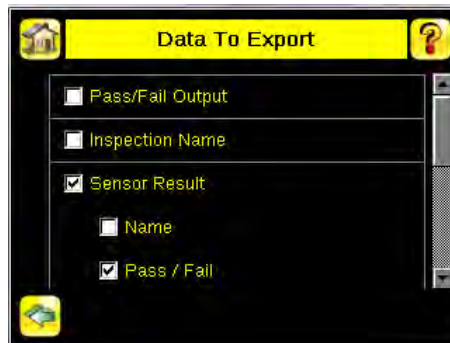 Data To Export
?
Pass/Fail Output
Inspection Name
Sensor Result
Name
Pass / Fail